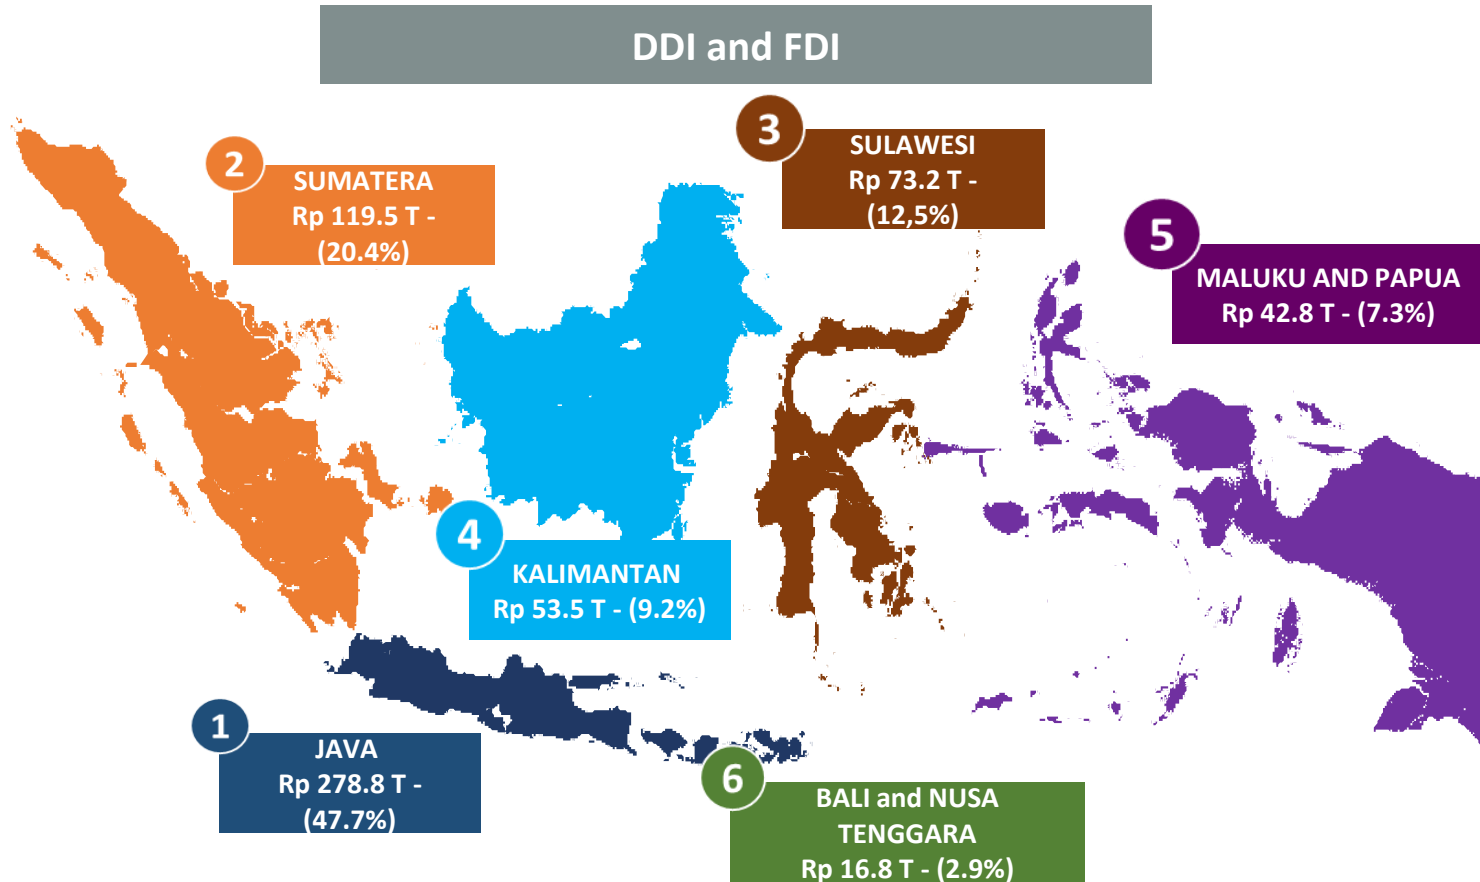 DDI and FDI
3
SULAWESI
Rp 73.2 T -
(12,5%)
2
SUMATERA
Rp 119.5 T -
(20.4%)
5
MALUKU AND PAPUA
Rp 42.8 T - (7.3%)
4
KALIMANTAN
Rp 53.5 T - (9.2%)
1
JAVA
Rp 278.8 T -
(47.7%)
6
BALI and NUSA
TENGGARA
Rp 16.8 T - (2.9%)